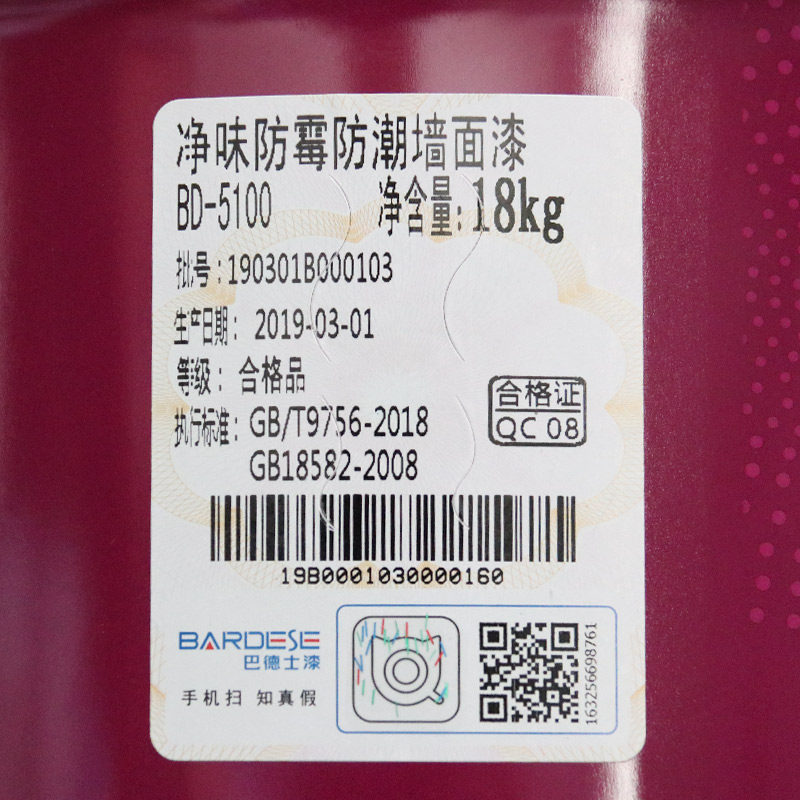 净味防霉防潮墙面漆
BD-5100 净含量:18kg
批号:190301B000103
生产日期: 2019-03-01
等级: 合格品
执行标准: GB/T9756-2018
GB18582-2008
合格证
QC 08
19B0001030000160
BARDESE
巴德士漆
手机扫 知真假
163256698761